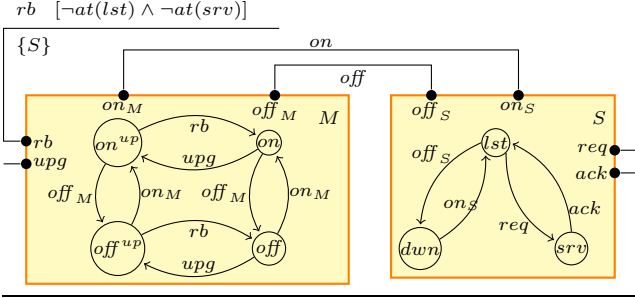 rb [¬at(lst) ∧ ¬at(srv)]
{S}
on
off
on_M
off_M
M
off_S
on_S
S
rb
upg
on^up
rb
on
upg
off_M
on_M
off_M
on_M
off^up
rb
off
upg
lst
off_S
on_S
req
ack
dwn
srv
req
ack